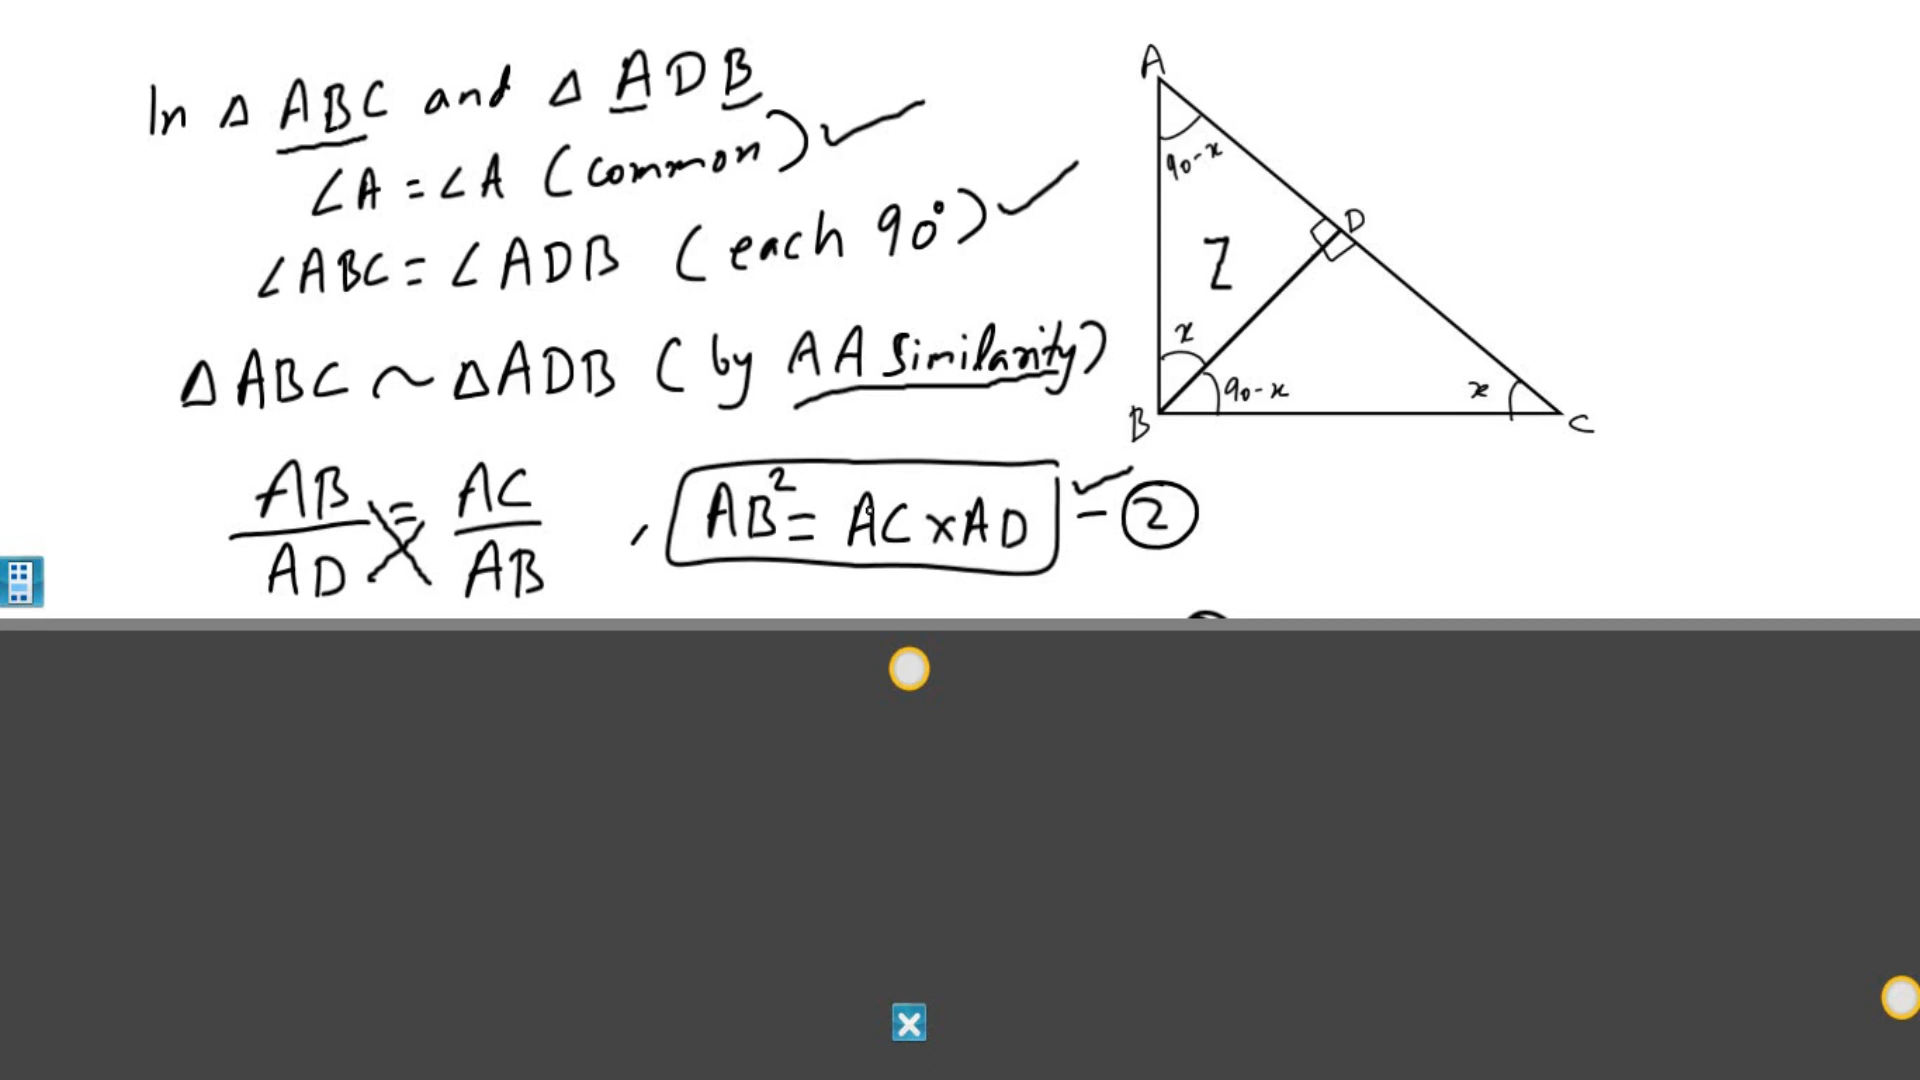 In Δ ABC and Δ ADB
∠A = ∠A (common)
∠ABC = ∠ADB (each 90°)
Δ ABC ~ ΔADB (by AA Similarity)
AB/AD = AC/AB , AB² = AC × AD - 2
A
90-x
D
Z
x
90-x
x
B
C